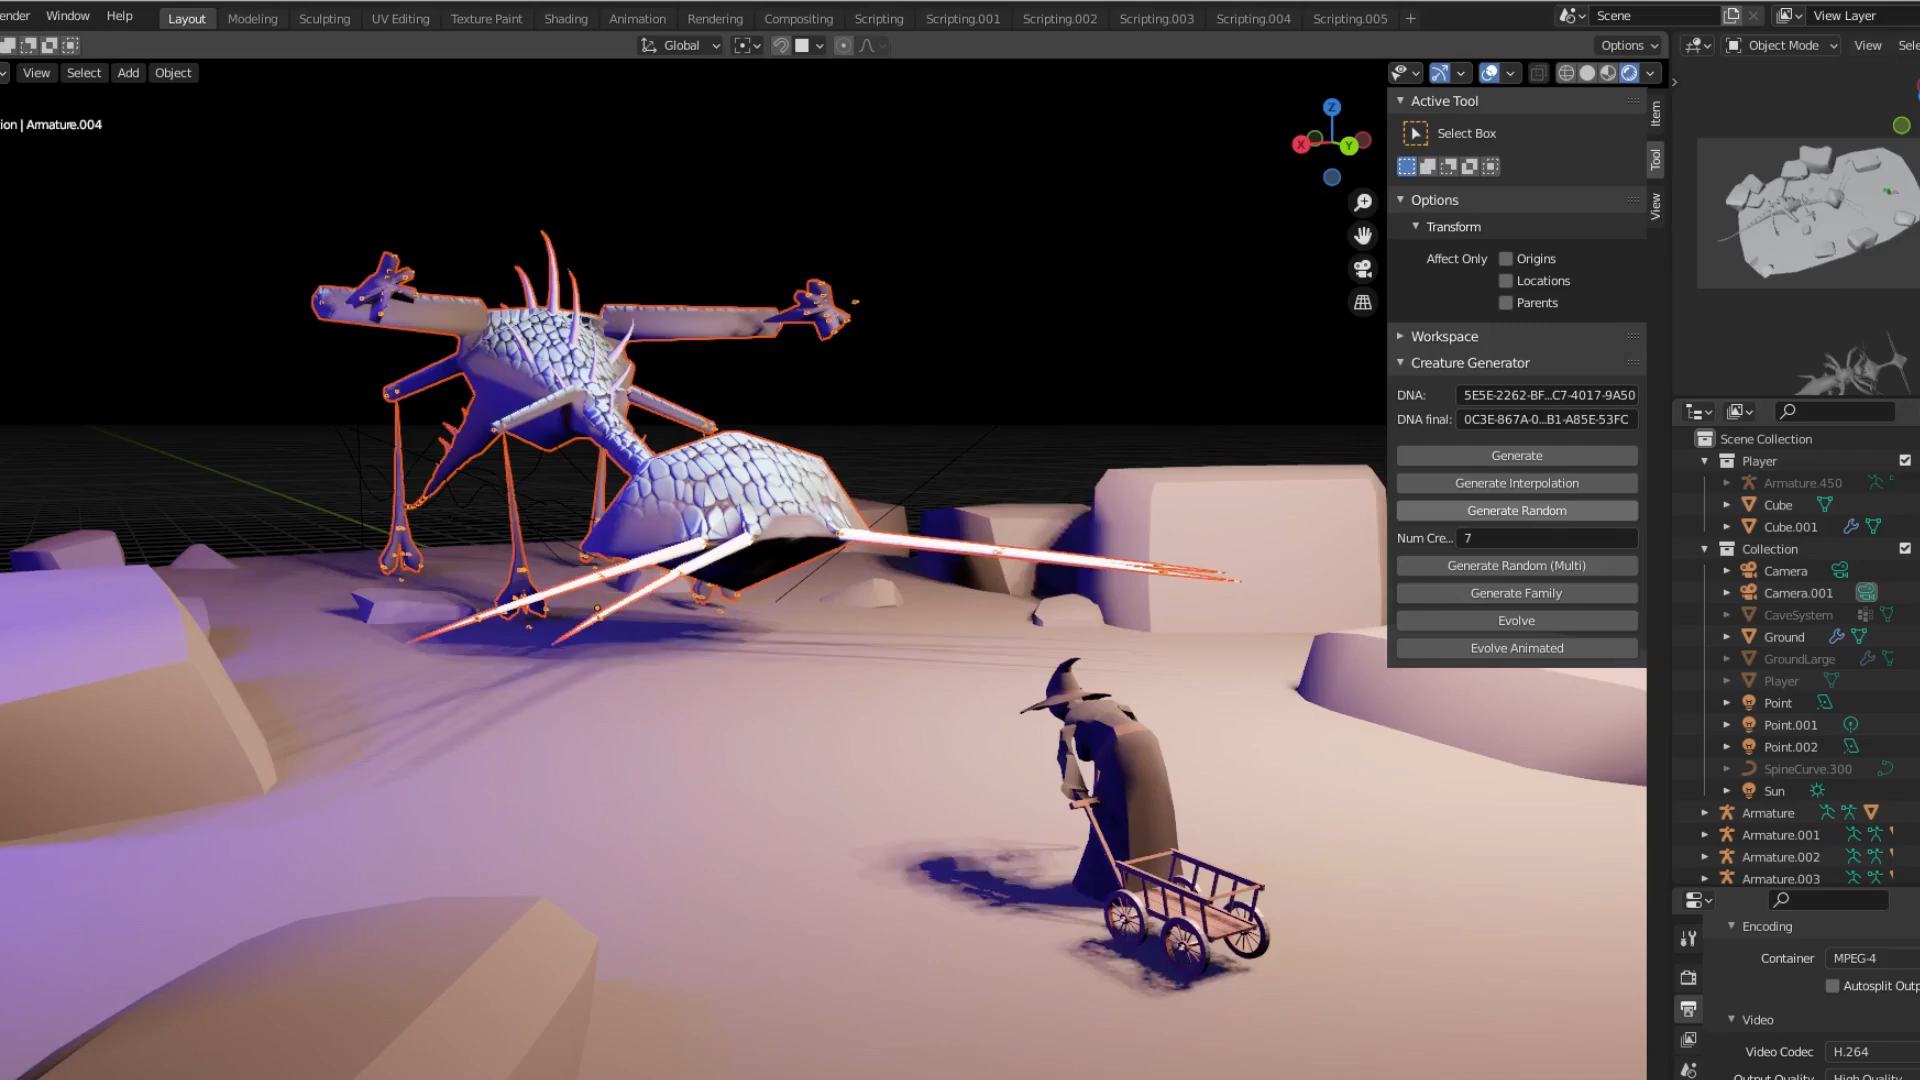 Window Help Layout Modeling Sculpting UV Editing Texture Paint Shading Animation Rendering Compositing Scripting Scripting.001 Scripting.002 Scripting.003 Scripting.004 Scripting.005 + Scene View Layer
Global Options Object Mode View
View Select Add Object
Armature.004
Z
X
Y
Active Tool
Select Box
Options
Transform
Affect Only Origins
Locations
Parents
Workspace
Creature Generator
DNA: 5E5E-2262-BF...C7-4017-9A50
DNA final: 0C3E-867A-0...B1-A85E-53FC
Generate
Generate Interpolation
Generate Random
Num Cre... 7
Generate Random (Multi)
Generate Family
Evolve
Evolve Animated
Item
Tool
View
Scene Collection
Player
Armature.450
Cube
Cube.001
Collection
Camera
Camera.001
CaveSystem
Ground
GroundLarge
Player
Point
Point.001
Point.002
SpineCurve.300
Sun
Armature
Armature.001
Armature.002
Armature.003
Encoding
Container MPEG-4
Autosplit
Video
Video Codec H.264